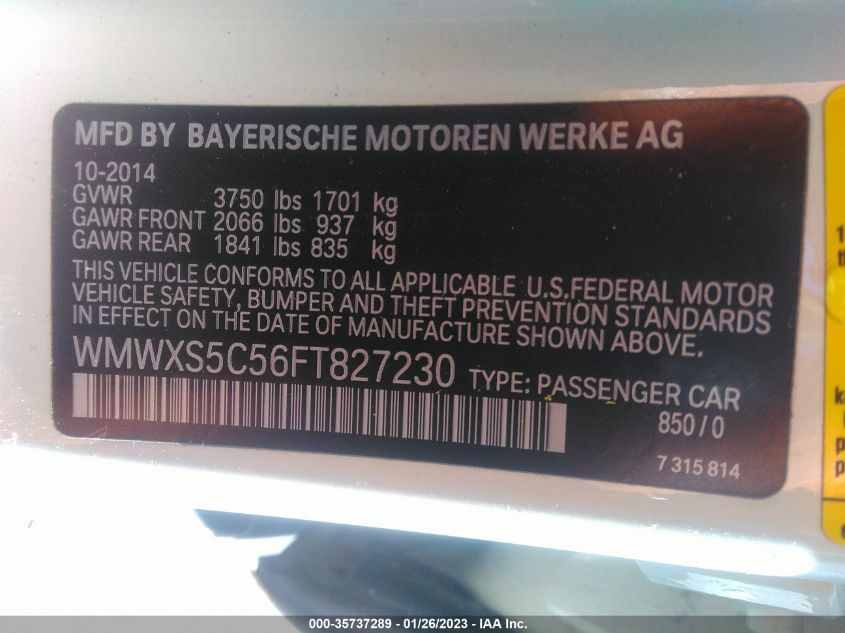 MFD BY BAYERISCHE MOTOREN WERKE AG
10-2014
GVWR 3750 lbs 1701 kg
GAWR FRONT 2066 lbs 937 kg
GAWR REAR 1841 lbs 835 kg
THIS VEHICLE CONFORMS TO ALL APPLICABLE U.S.FEDERAL MOTOR
VEHICLE SAFETY, BUMPER AND THEFT PREVENTION STANDARDS
IN EFFECT ON THE DATE OF MANUFACTURE SHOWN ABOVE.
WMWXS5C56FT827230 TYPE: PASSENGER CAR
850 / 0
7 315 814
000-35737289 - 01/26/2023 - IAA Inc.